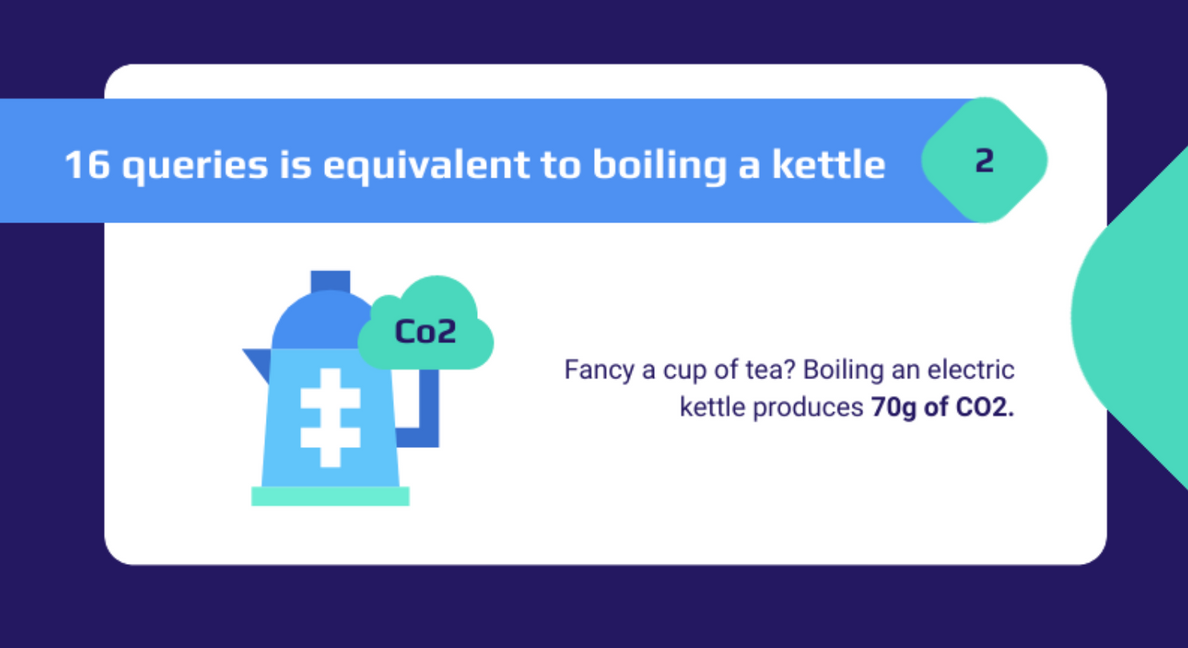 16 queries is equivalent to boiling a kettle
2
Co2
Fancy a cup of tea? Boiling an electric
kettle produces 70g of CO2.